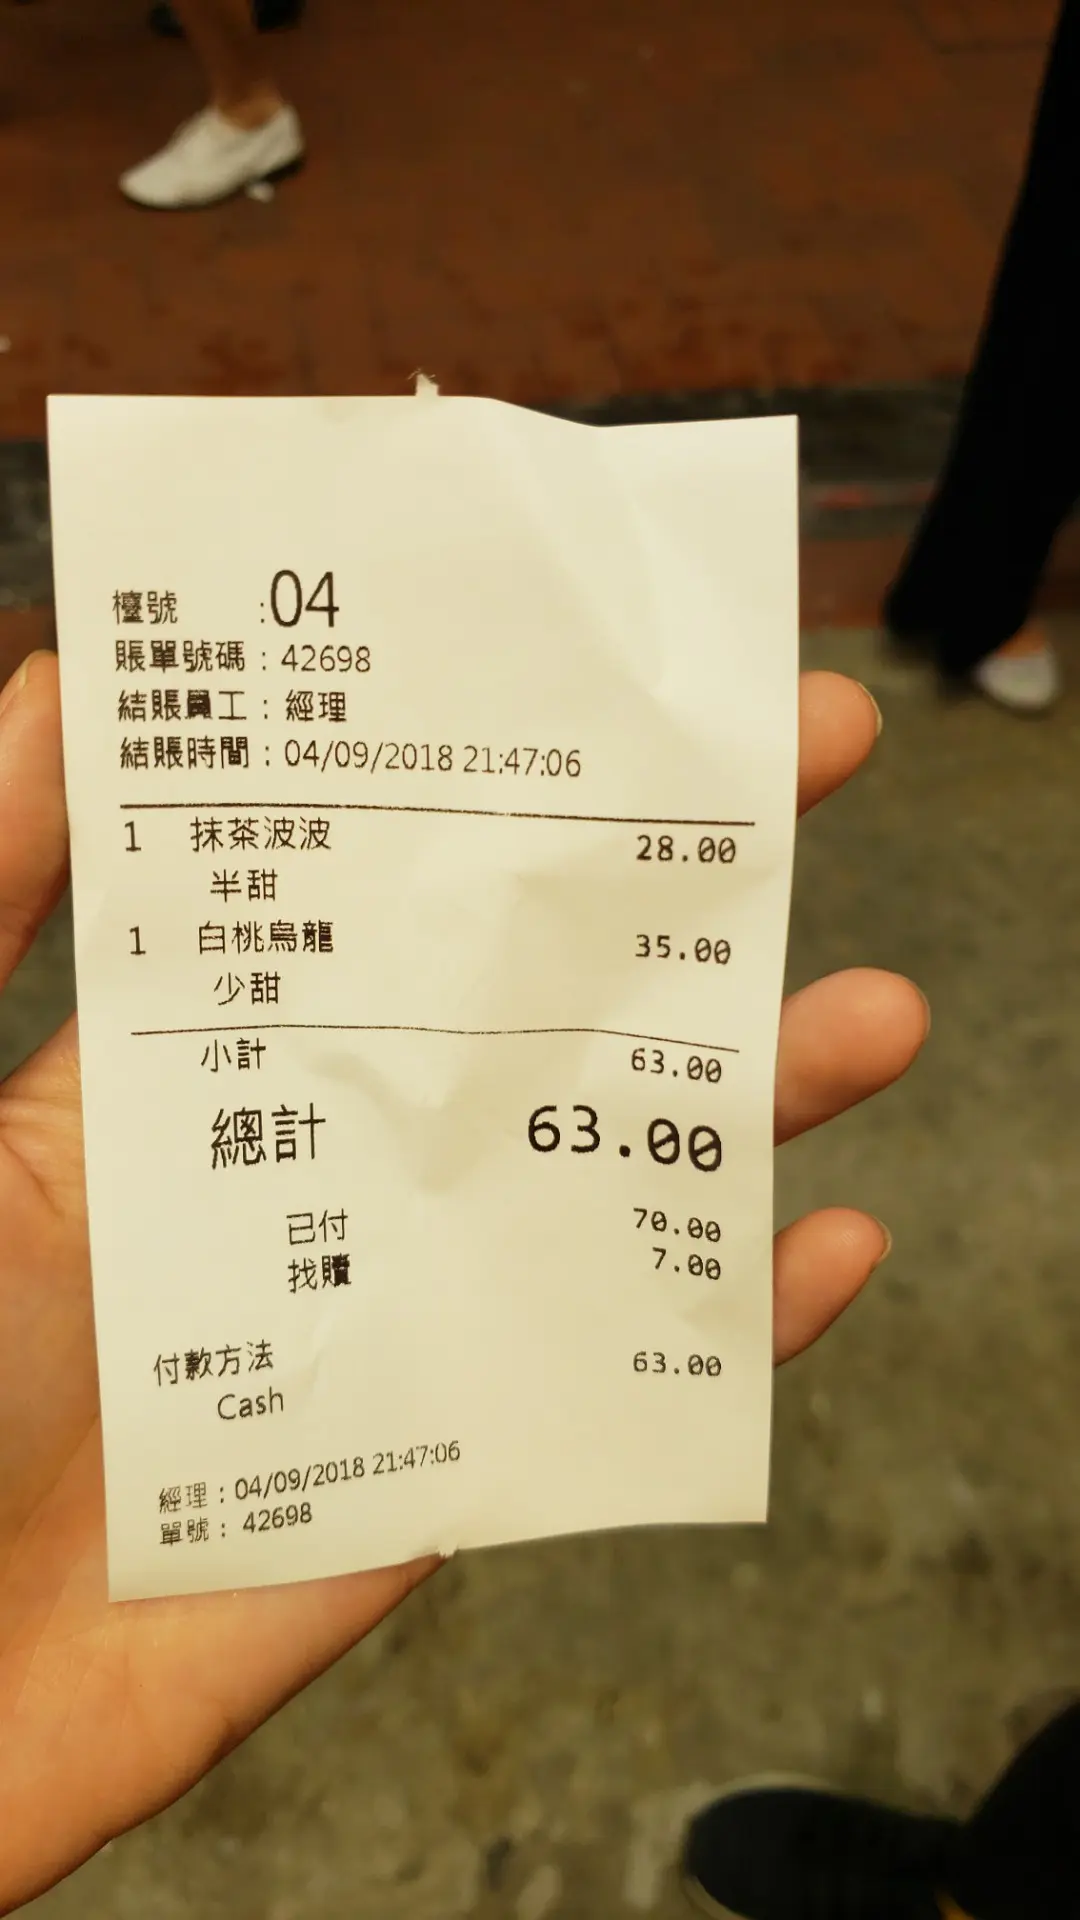 檯號 :04
賬單號碼 : 42698
結賬員工 : 經理
結賬時間 : 04/09/2018 21:47:06
1 抹茶波波 28.00
半甜
1 白桃烏龍 35.00
少甜
小計 63.00
總計 63.00
已付 70.00
找贖 7.00
付款方法 63.00
Cash
經理 : 04/09/2018 21:47:06
單號 : 42698